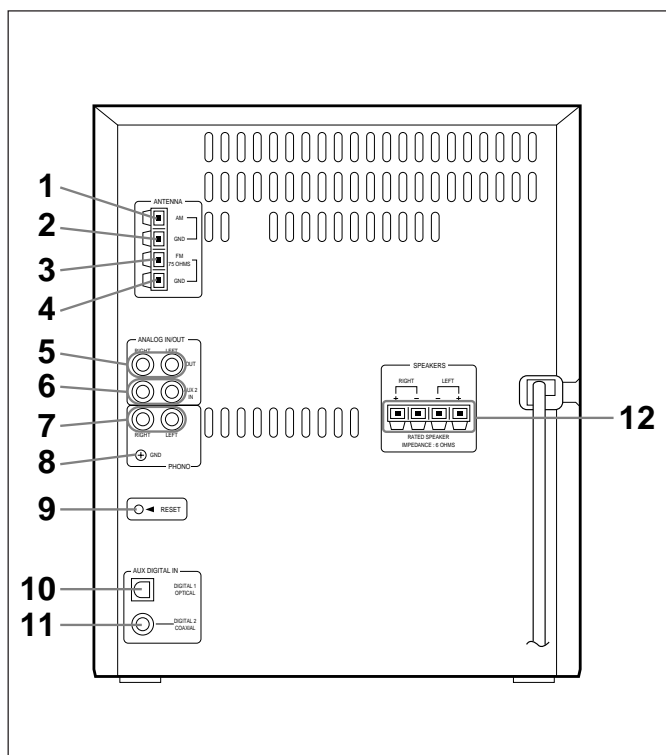 1
2
3
4
5
6
7
8
9
10
11
12
ANTENNA
AM
GND
FM
75 OHMS
GND
ANALOG IN/OUT
RIGHT LEFT
OUT
AUX 2
IN
RIGHT LEFT
GND
PHONO
RESET
AUX DIGITAL IN
DIGITAL 1
OPTICAL
DIGITAL 2
COAXIAL
SPEAKERS
RIGHT LEFT
+ − − +
RATED SPEAKER
IMPEDANCE : 6 OHMS